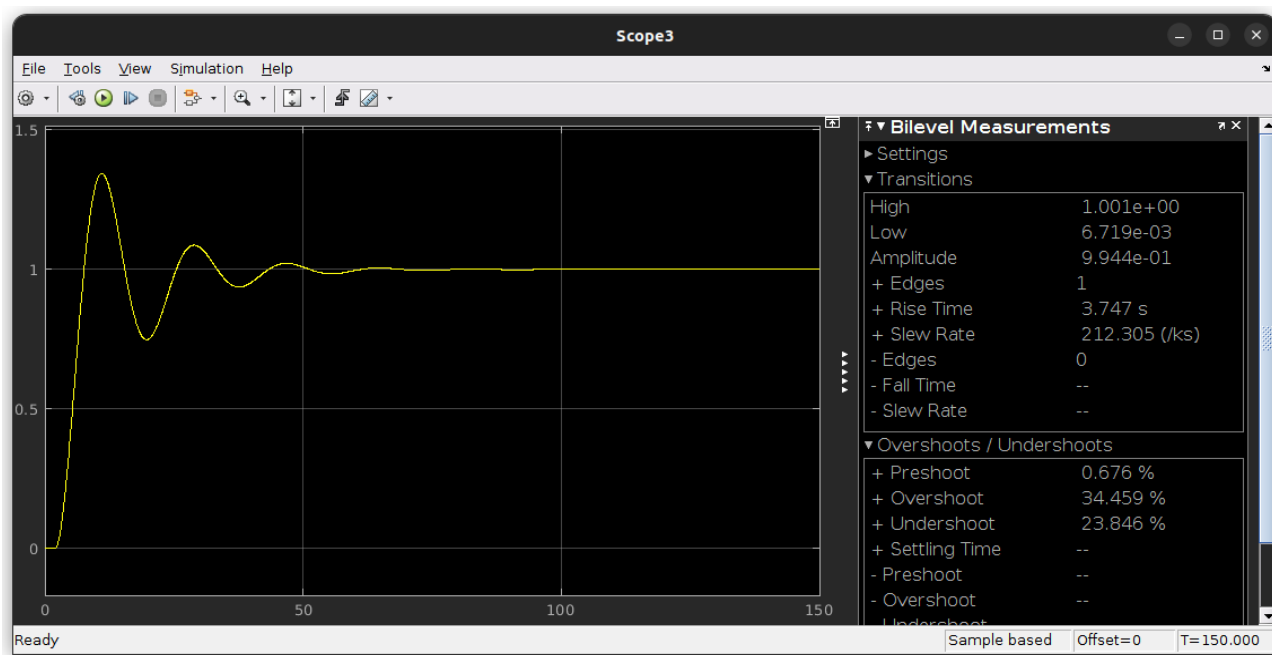 Scope3
File Tools View Simulation Help
1.5
1
0.5
0
0 50 100 150
Bilevel Measurements
Settings
Transitions
High 1.001e+00
Low 6.719e-03
Amplitude 9.944e-01
+ Edges 1
+ Rise Time 3.747 s
+ Slew Rate 212.305 (/ks)
- Edges 0
- Fall Time --
- Slew Rate --
Overshoots / Undershoots
+ Preshoot 0.676 %
+ Overshoot 34.459 %
+ Undershoot 23.846 %
+ Settling Time --
- Preshoot --
- Overshoot --
- Undershoot --
Ready Sample based Offset=0 T=150.000